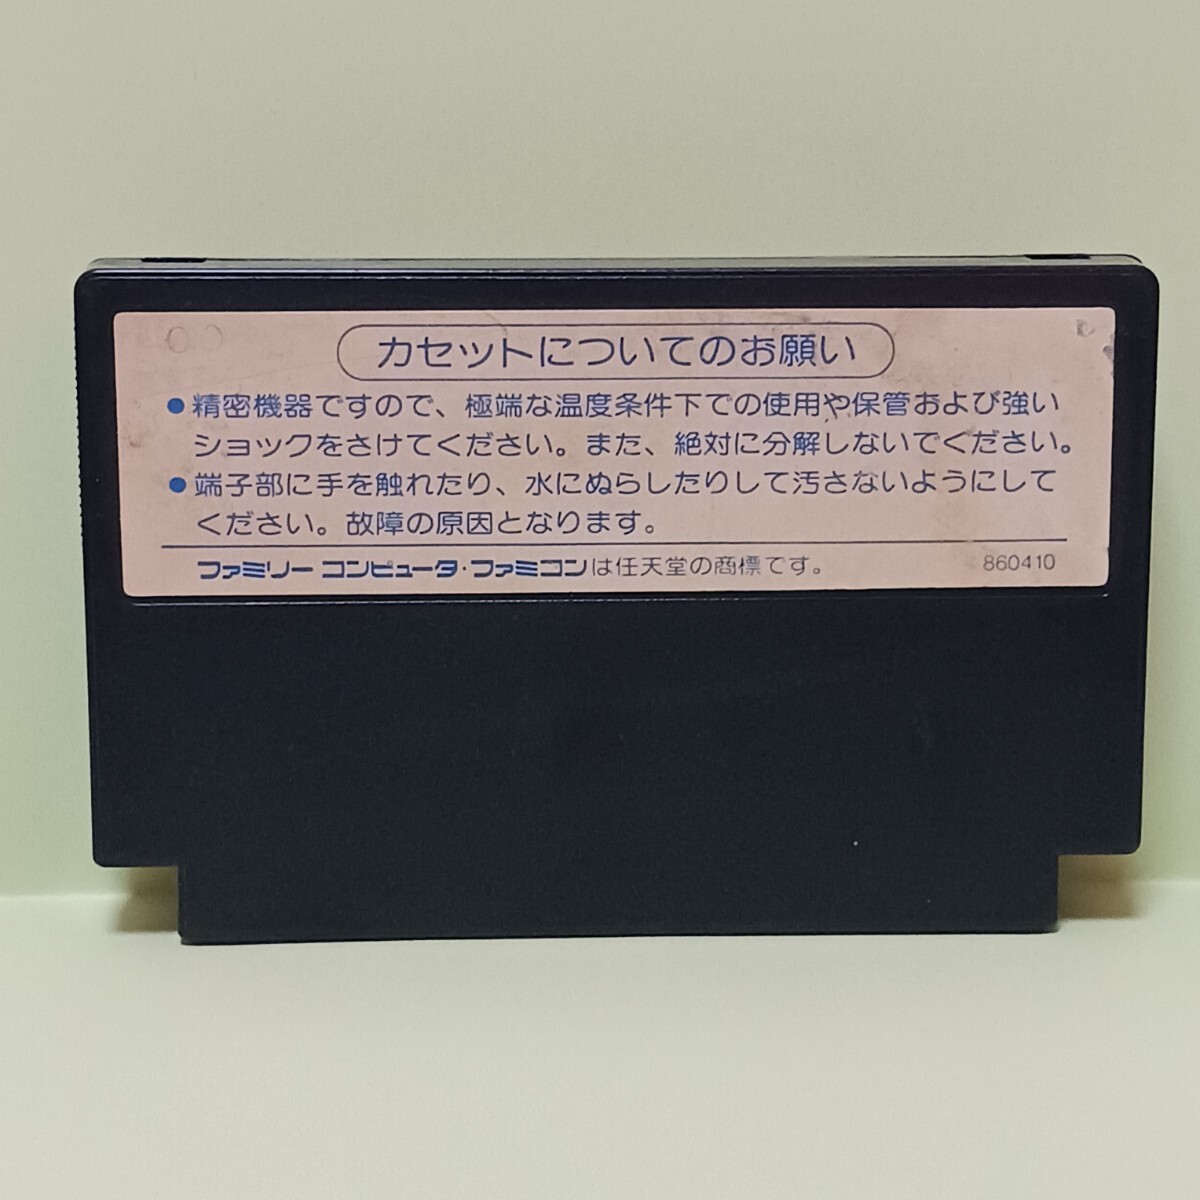 カセットについてのお願い
●精密機器ですので、極端な温度条件下での使用や保管および強い
ショックをさけてください。また、絶対に分解しないでください。
●端子部に手を触れたり、水にぬらしたりして汚さないようにして
ください。故障の原因となります。
ファミリーコンピュータ・ファミコンは任天堂の商標です。 860410